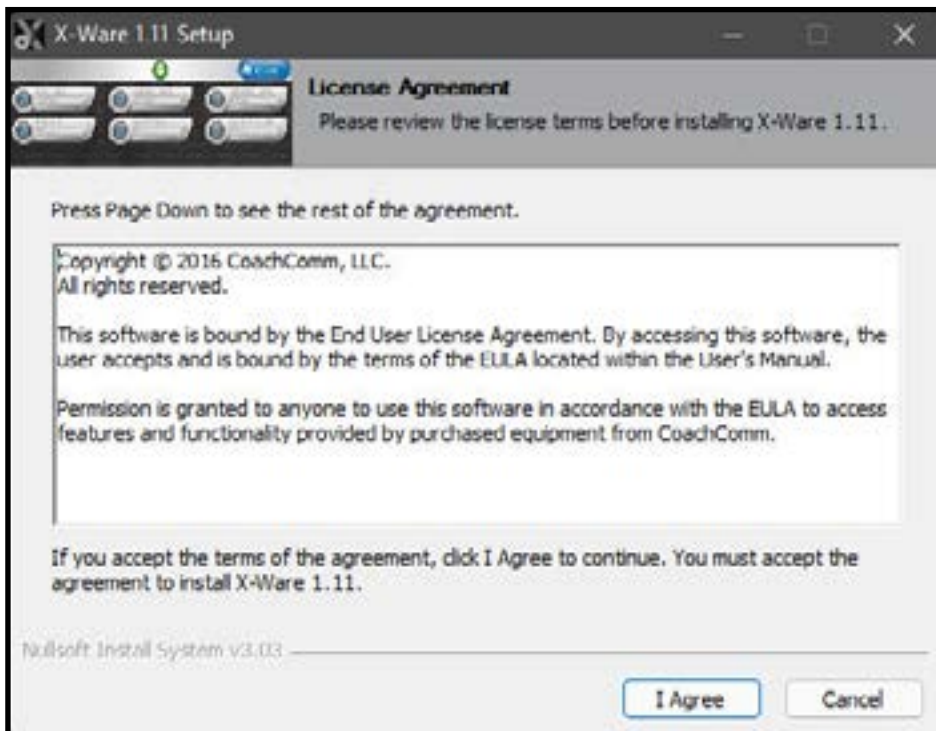 X-Ware 1.11 Setup
License Agreement
Please review the license terms before installing X-Ware 1.11.
Press Page Down to see the rest of the agreement.
Copyright © 2016 CoachComm, LLC.
All rights reserved.
This software is bound by the End User License Agreement. By accessing this software, the
user accepts and is bound by the terms of the EULA located within the User's Manual.
Permission is granted to anyone to use this software in accordance with the EULA to access
features and functionality provided by purchased equipment from CoachComm.
If you accept the terms of the agreement, click I Agree to continue. You must accept the
agreement to install X-Ware 1.11.
Nullsoft Install System v3.03
I Agree
Cancel